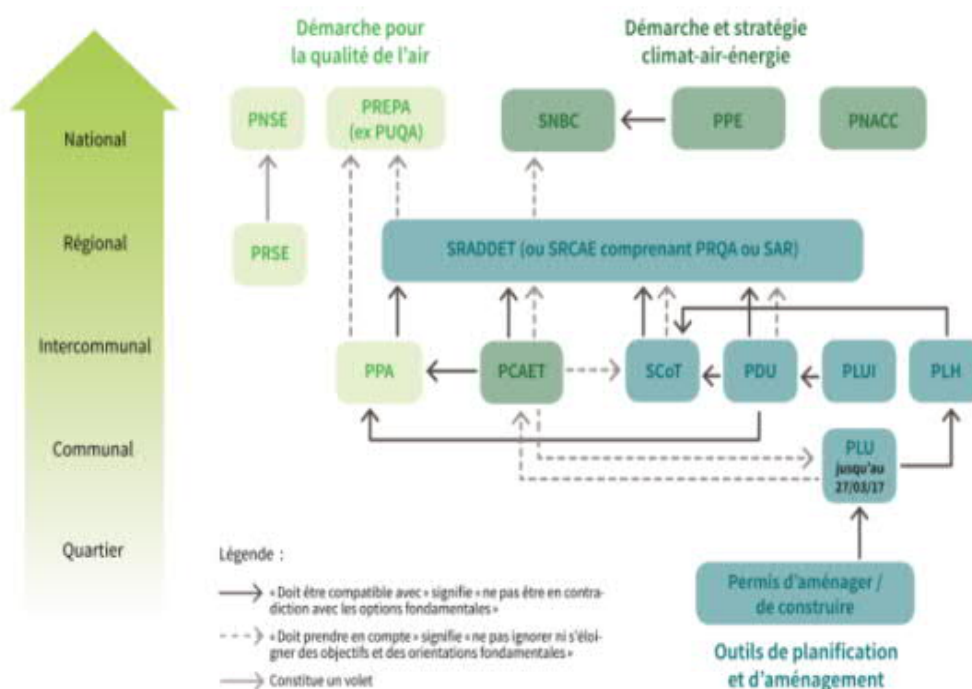 Démarche pour
la qualité de l'air
Démarche et stratégie
climat-air-énergie
National
PNSE
PREPA
(ex PUQA)
SNBC
PPE
PNACC
Régional
PRSE
SRADDET (ou SRCAE comprenant PRQA ou SAR)
Intercommunal
PPA
PCAET
SCoT
PDU
PLUI
PLH
Communal
PLU
jusqu'au
27/03/17
Quartier
Permis d'aménager /
de construire
Outils de planification
et d'aménagement
Légende :
« Doit être compatible avec » signifie « ne pas être en contra-
diction avec les options fondamentales »
« Doit prendre en compte » signifie « ne pas ignorer ni s'éloi-
gner des objectifs et des orientations fondamentales »
Constitue un volet